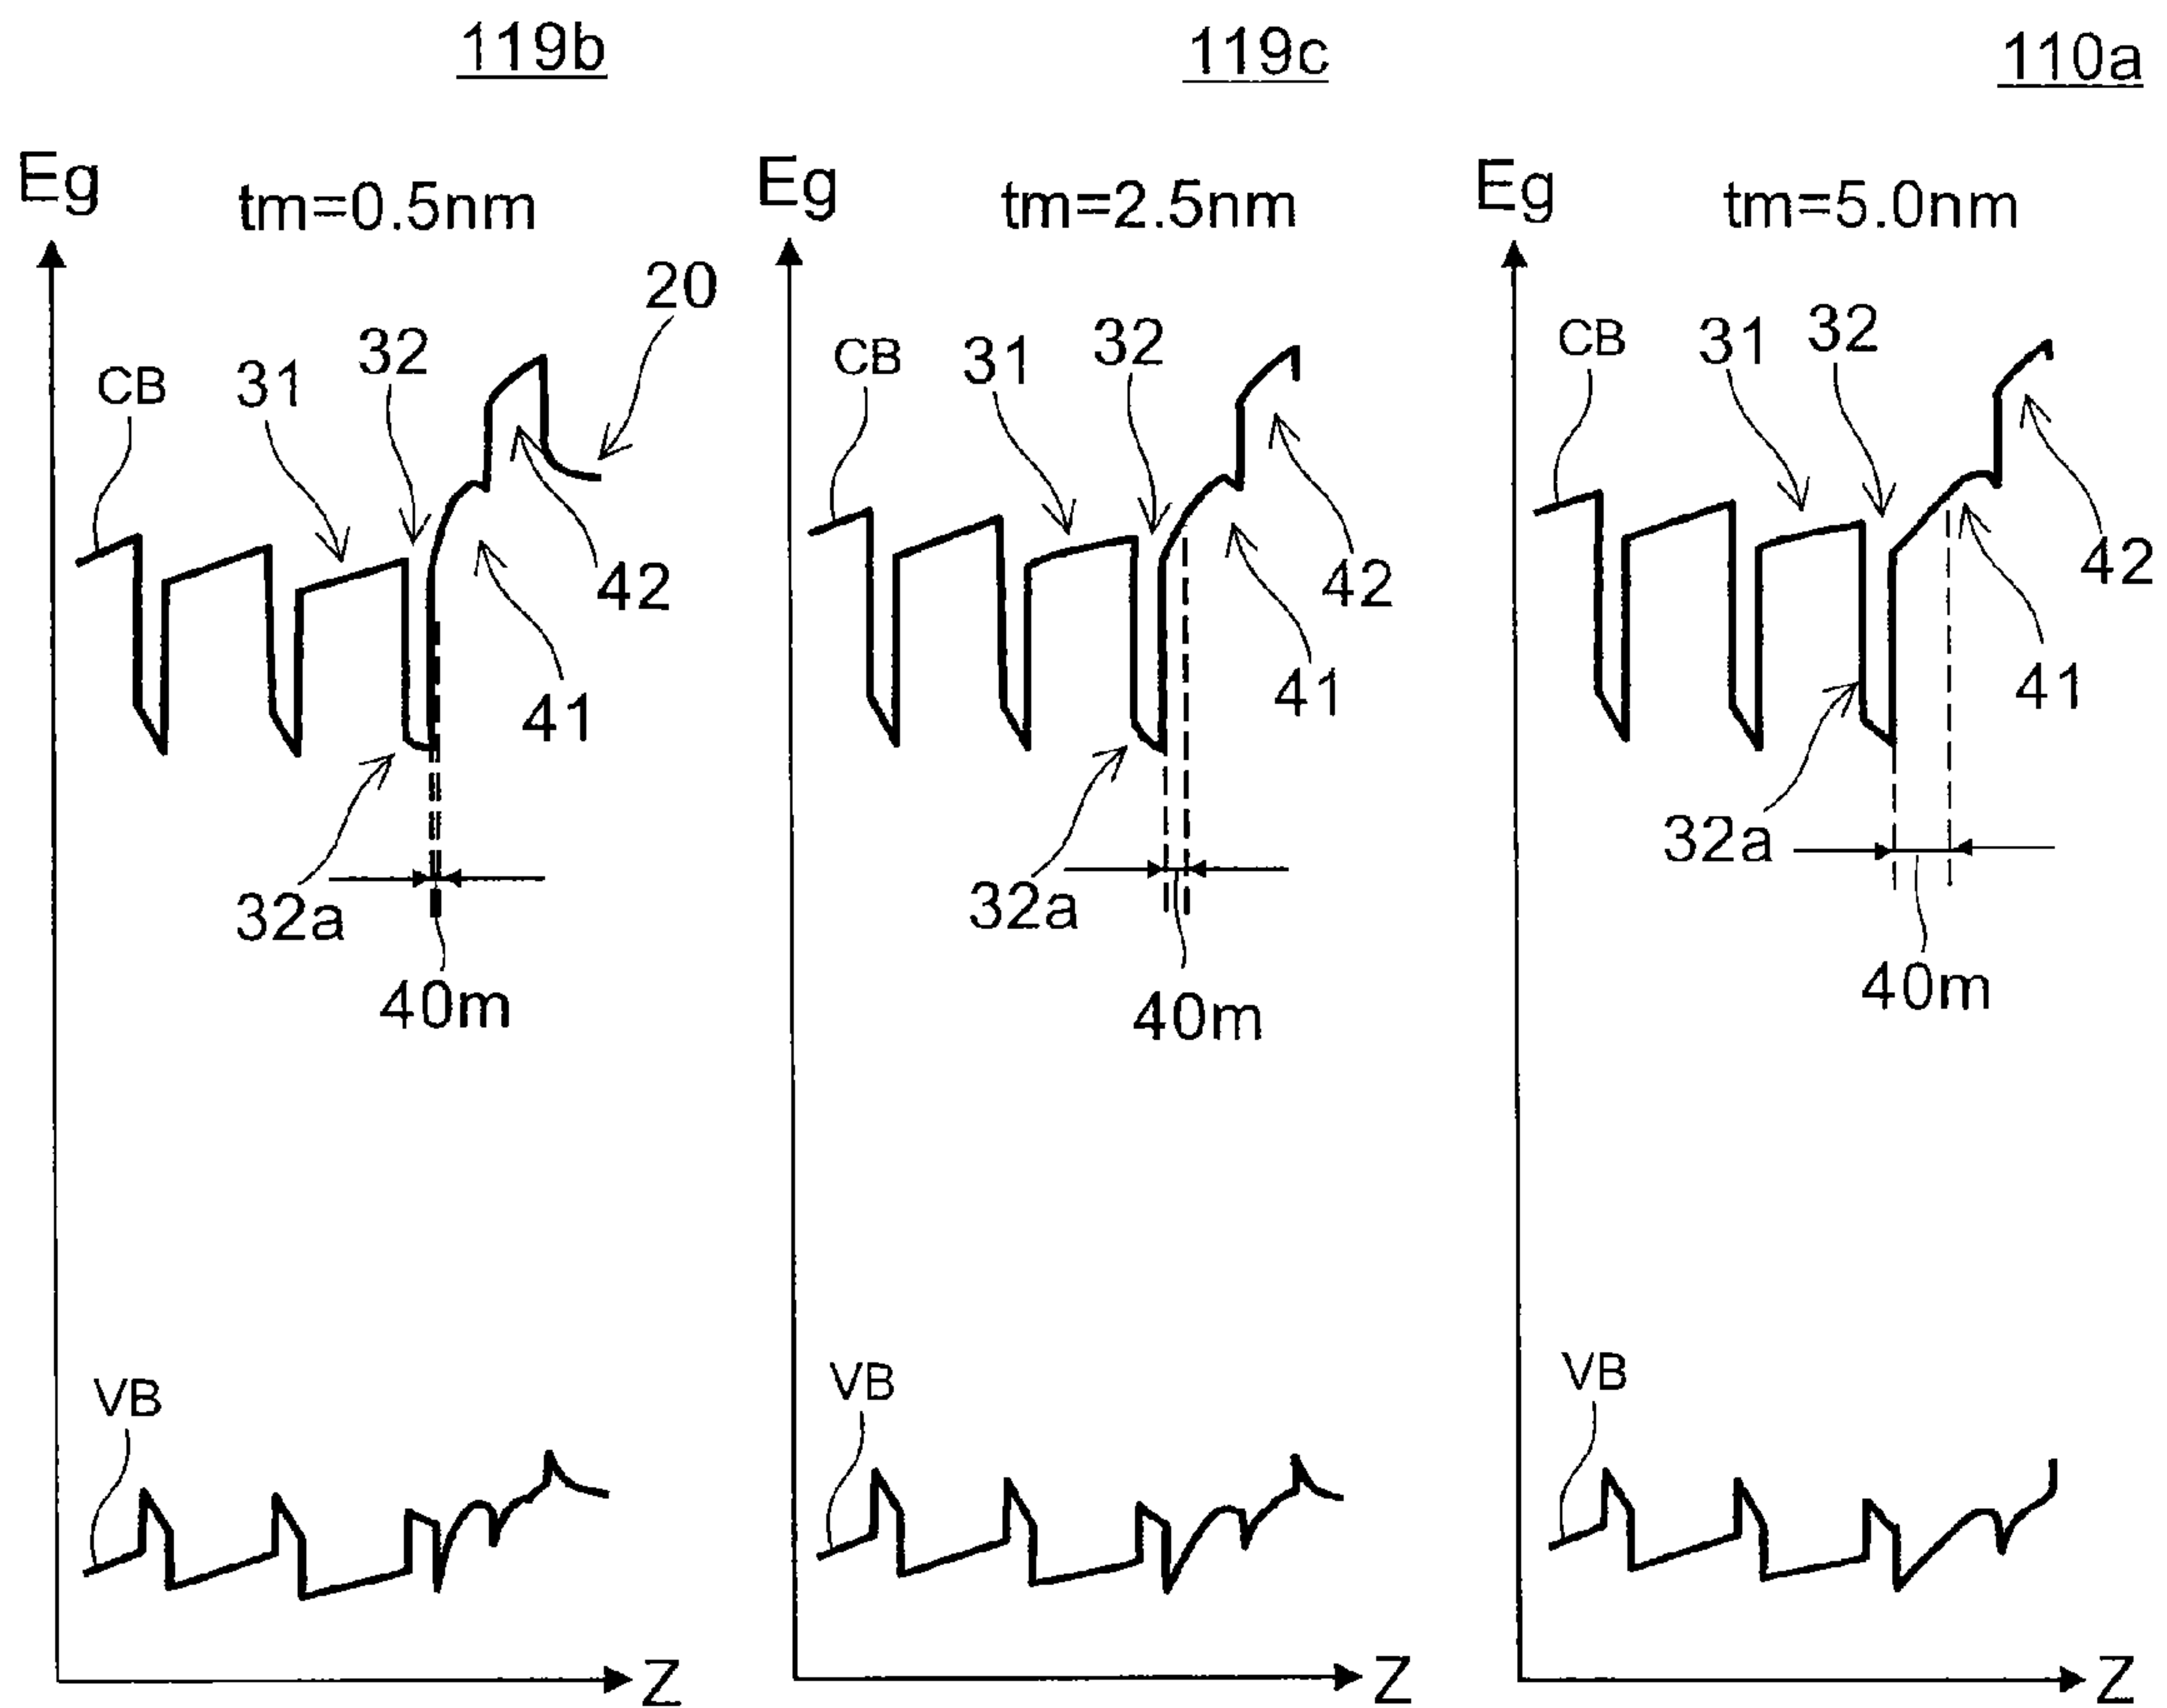 119b
Eg
tm=0.5nm
20
32
31
CB
42
41
32a
40m
VB
Z
119c
Eg
tm=2.5nm
32
31
CB
42
41
32a
40m
VB
Z
110a
Eg
tm=5.0nm
32
31
CB
42
41
32a
40m
VB
Z